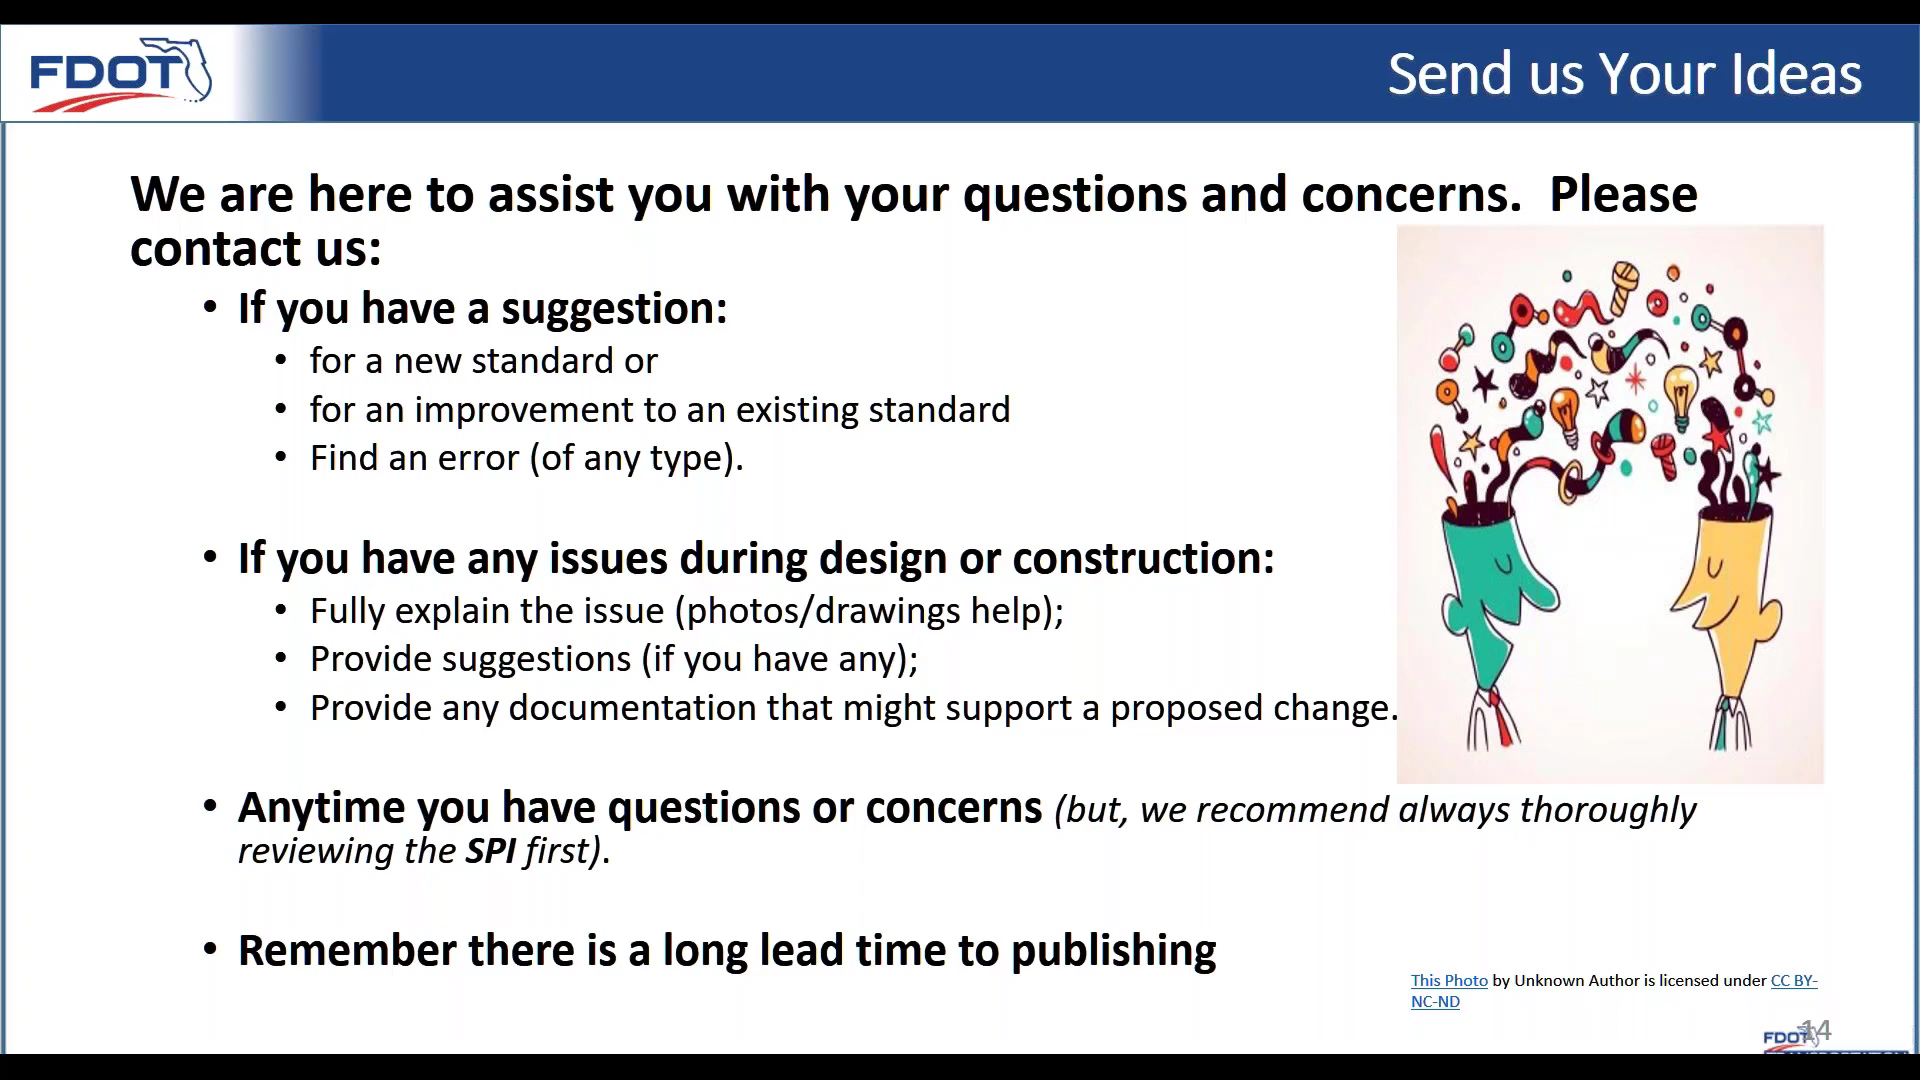 FDOT
Send us Your Ideas
We are here to assist you with your questions and concerns.  Please
contact us:
• If you have a suggestion:
• for a new standard or
• for an improvement to an existing standard
• Find an error (of any type).
• If you have any issues during design or construction:
• Fully explain the issue (photos/drawings help);
• Provide suggestions (if you have any);
• Provide any documentation that might support a proposed change.
• Anytime you have questions or concerns (but, we recommend always thoroughly
reviewing the SPI first).
• Remember there is a long lead time to publishing
This Photo by Unknown Author is licensed under CC BY-
NC-ND
14
FDOT